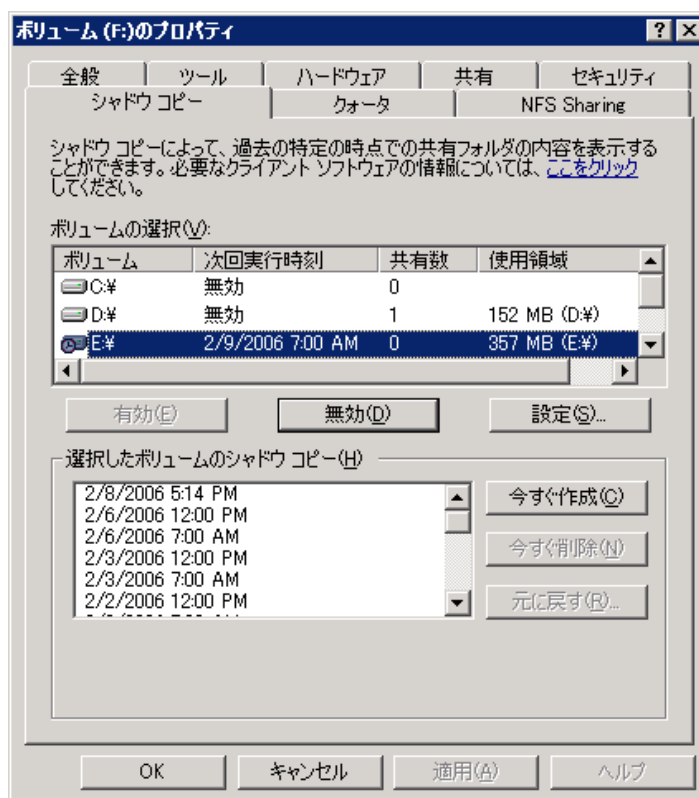 ボリューム (F:)のプロパティ
全般 ツール ハードウェア 共有 セキュリティ
シャドウ コピー クォータ NFS Sharing
シャドウ コピーによって、過去の特定の時点での共有フォルダの内容を表示する
ことができます。必要なクライアント ソフトウェアの情報については、ここをクリック
してください。
ボリュームの選択(V):
ボリューム 次回実行時刻 共有数 使用領域
C:¥ 無効 0
D:¥ 無効 1 152 MB (D:¥)
E:¥ 2/9/2006 7:00 AM 0 357 MB (E:¥)
有効(E) 無効(D) 設定(S)...
選択したボリュームのシャドウ コピー(H)
2/8/2006 5:14 PM
2/6/2006 12:00 PM
2/6/2006 7:00 AM
2/3/2006 12:00 PM
2/3/2006 7:00 AM
2/2/2006 12:00 PM
今すぐ作成(C)
今すぐ削除(N)
元に戻す(R)...
OK キャンセル 適用(A) ヘルプ